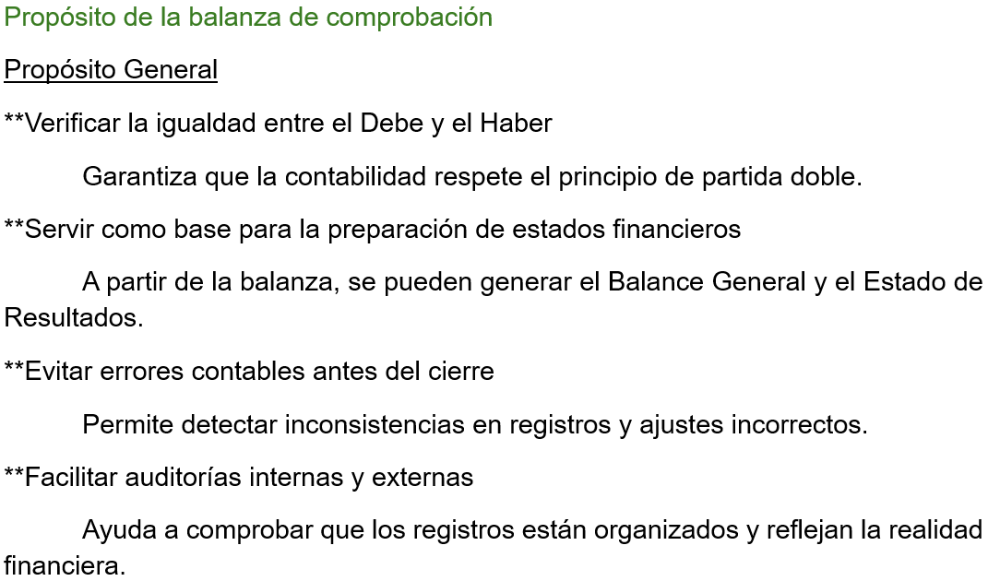 Propósito de la balanza de comprobación
Propósito General
**Verificar la igualdad entre el Debe y el Haber
Garantiza que la contabilidad respete el principio de partida doble.
**Servir como base para la preparación de estados financieros
A partir de la balanza, se pueden generar el Balance General y el Estado de
Resultados.
**Evitar errores contables antes del cierre
Permite detectar inconsistencias en registros y ajustes incorrectos.
**Facilitar auditorías internas y externas
Ayuda a comprobar que los registros están organizados y reflejan la realidad
financiera.